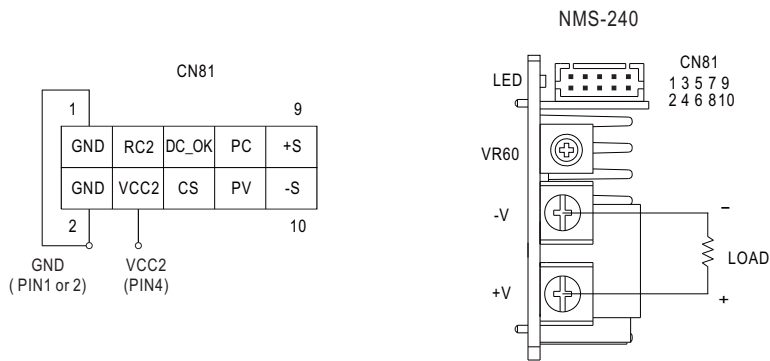 NMS-240
CN81
1 9
GND RC2 DC_OK PC +S
GND VCC2 CS PV -S
2 10
GND
( PIN1 or 2)
VCC2
(PIN4)
LED
CN81
1 3 5 7 9
2 4 6 8 10
VR60
-V
+V
-
LOAD
+